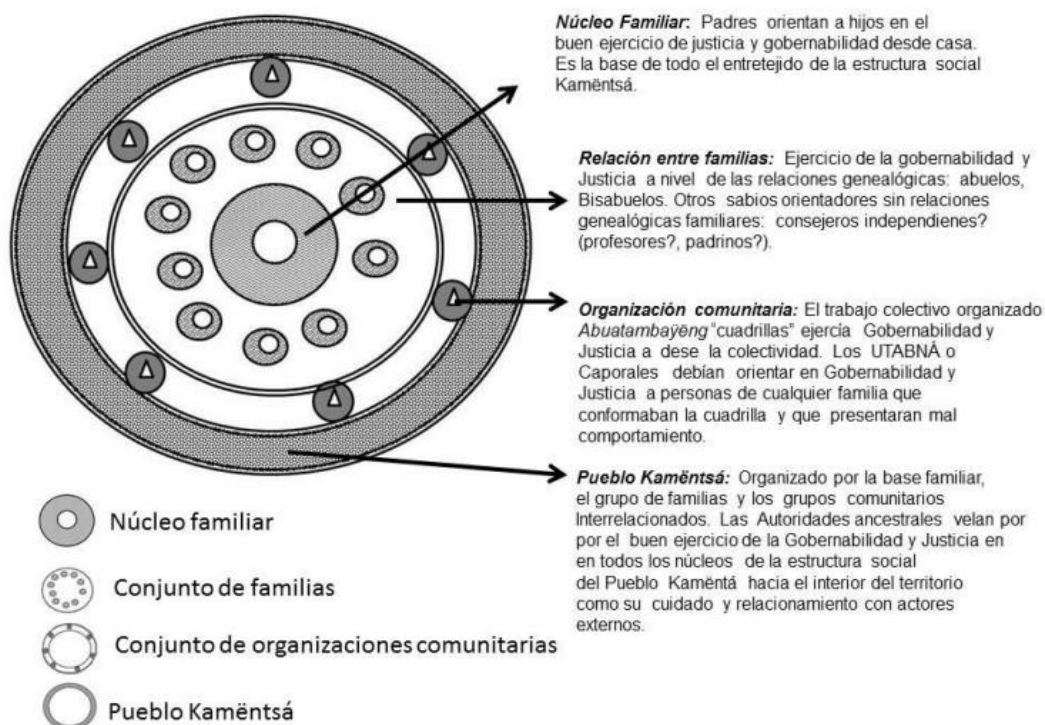 Núcleo Familiar: Padres orientan a hijos en el
buen ejercicio de justicia y gobernabilidad desde casa.
Es la base de todo el entretejido de la estructura social
Kamëntsá.
Relación entre familias: Ejercicio de la gobernabilidad y
Justicia a nivel de las relaciones genealógicas: abuelos,
Bisabuelos. Otros sabios orientadores sin relaciones
genealógicas familiares: consejeros independienes?
(profesores?, padrinos?).
Organización comunitaria: El trabajo colectivo organizado
Abuatambaÿëng "cuadrillas" ejercía Gobernabilidad y
Justicia a dese la colectividad. Los UTABNÁ o
Caporales debían orientar en Gobernabilidad y
Justicia a personas de cualquier familia que
conformaban la cuadrilla y que presentaran mal
comportamiento.
Pueblo Kamëntsá: Organizado por la base familiar,
el grupo de familias y los grupos comunitarios
Interrelacionados. Las Autoridades ancestrales velan por
por el buen ejercicio de la Gobernabilidad y Justicia en
en todos los núcleos de la estructura social
del Pueblo Kamëntá hacia el interior del territorio
como su cuidado y relacionamiento con actores
externos.
Núcleo familiar
Conjunto de familias
Conjunto de organizaciones comunitarias
Pueblo Kamëntsá